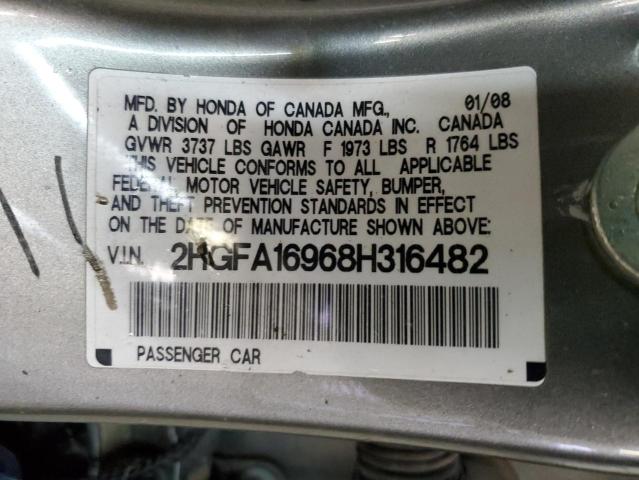 MFD. BY HONDA OF CANADA MFG., 01/08
A DIVISION OF HONDA CANADA INC. CANADA
GVWR 3737 LBS GAWR F 1973 LBS R 1764 LBS
THIS VEHICLE CONFORMS TO ALL APPLICABLE
FEDERAL MOTOR VEHICLE SAFETY, BUMPER,
AND THEFT PREVENTION STANDARDS IN EFFECT
ON THE DATE OF MANUFACTURE SHOWN ABOVE:
V.I.N. 2HGFA16968H316482
PASSENGER CAR